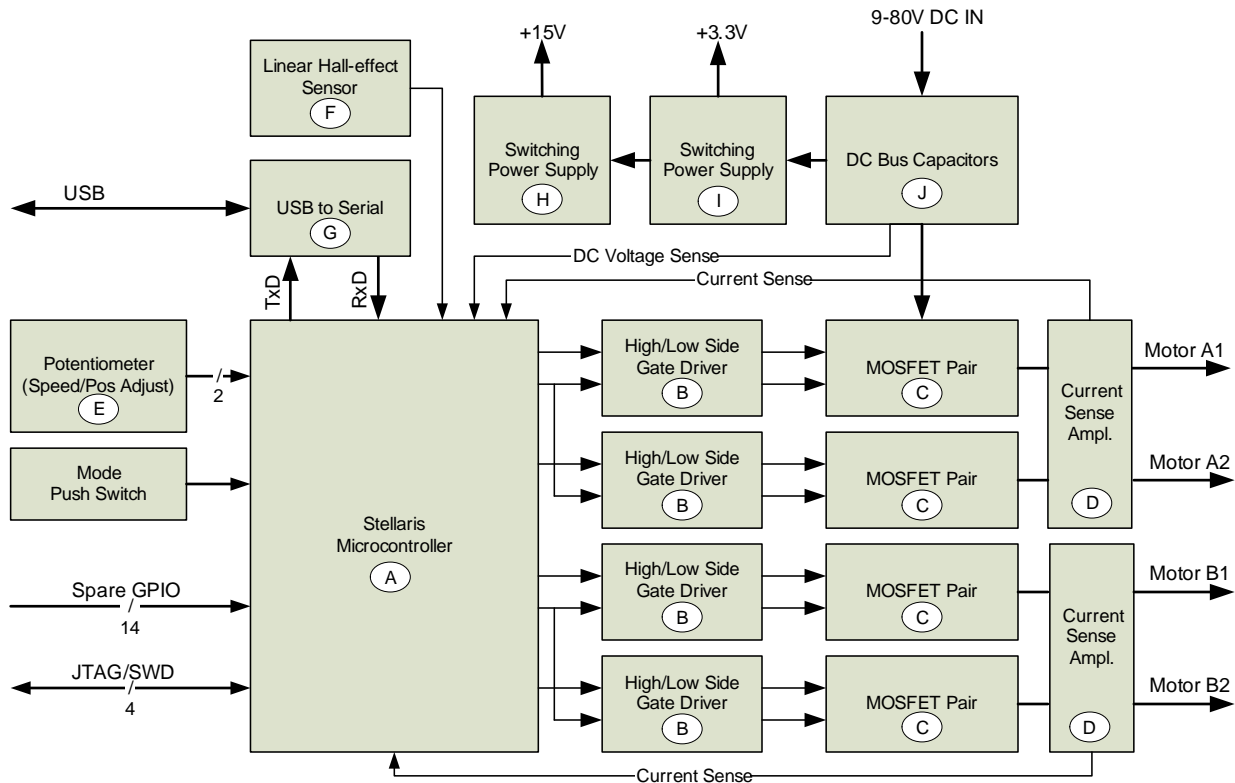 +15V
+3.3V
9-80V DC IN
Linear Hall-effect
Sensor
F
Switching
Power Supply
H
Switching
Power Supply
I
DC Bus Capacitors
J
USB
USB to Serial
G
DC Voltage Sense
Current Sense
TxD
RxD
Potentiometer
(Speed/Pos Adjust)
E
2
Mode
Push Switch
Spare GPIO
14
JTAG/SWD
4
Stellaris
Microcontroller
A
High/Low Side
Gate Driver
B
MOSFET Pair
C
High/Low Side
Gate Driver
B
MOSFET Pair
C
Current
Sense
Ampl.
D
Motor A1
Motor A2
High/Low Side
Gate Driver
B
MOSFET Pair
C
High/Low Side
Gate Driver
B
MOSFET Pair
C
Current
Sense
Ampl.
D
Motor B1
Motor B2
Current Sense